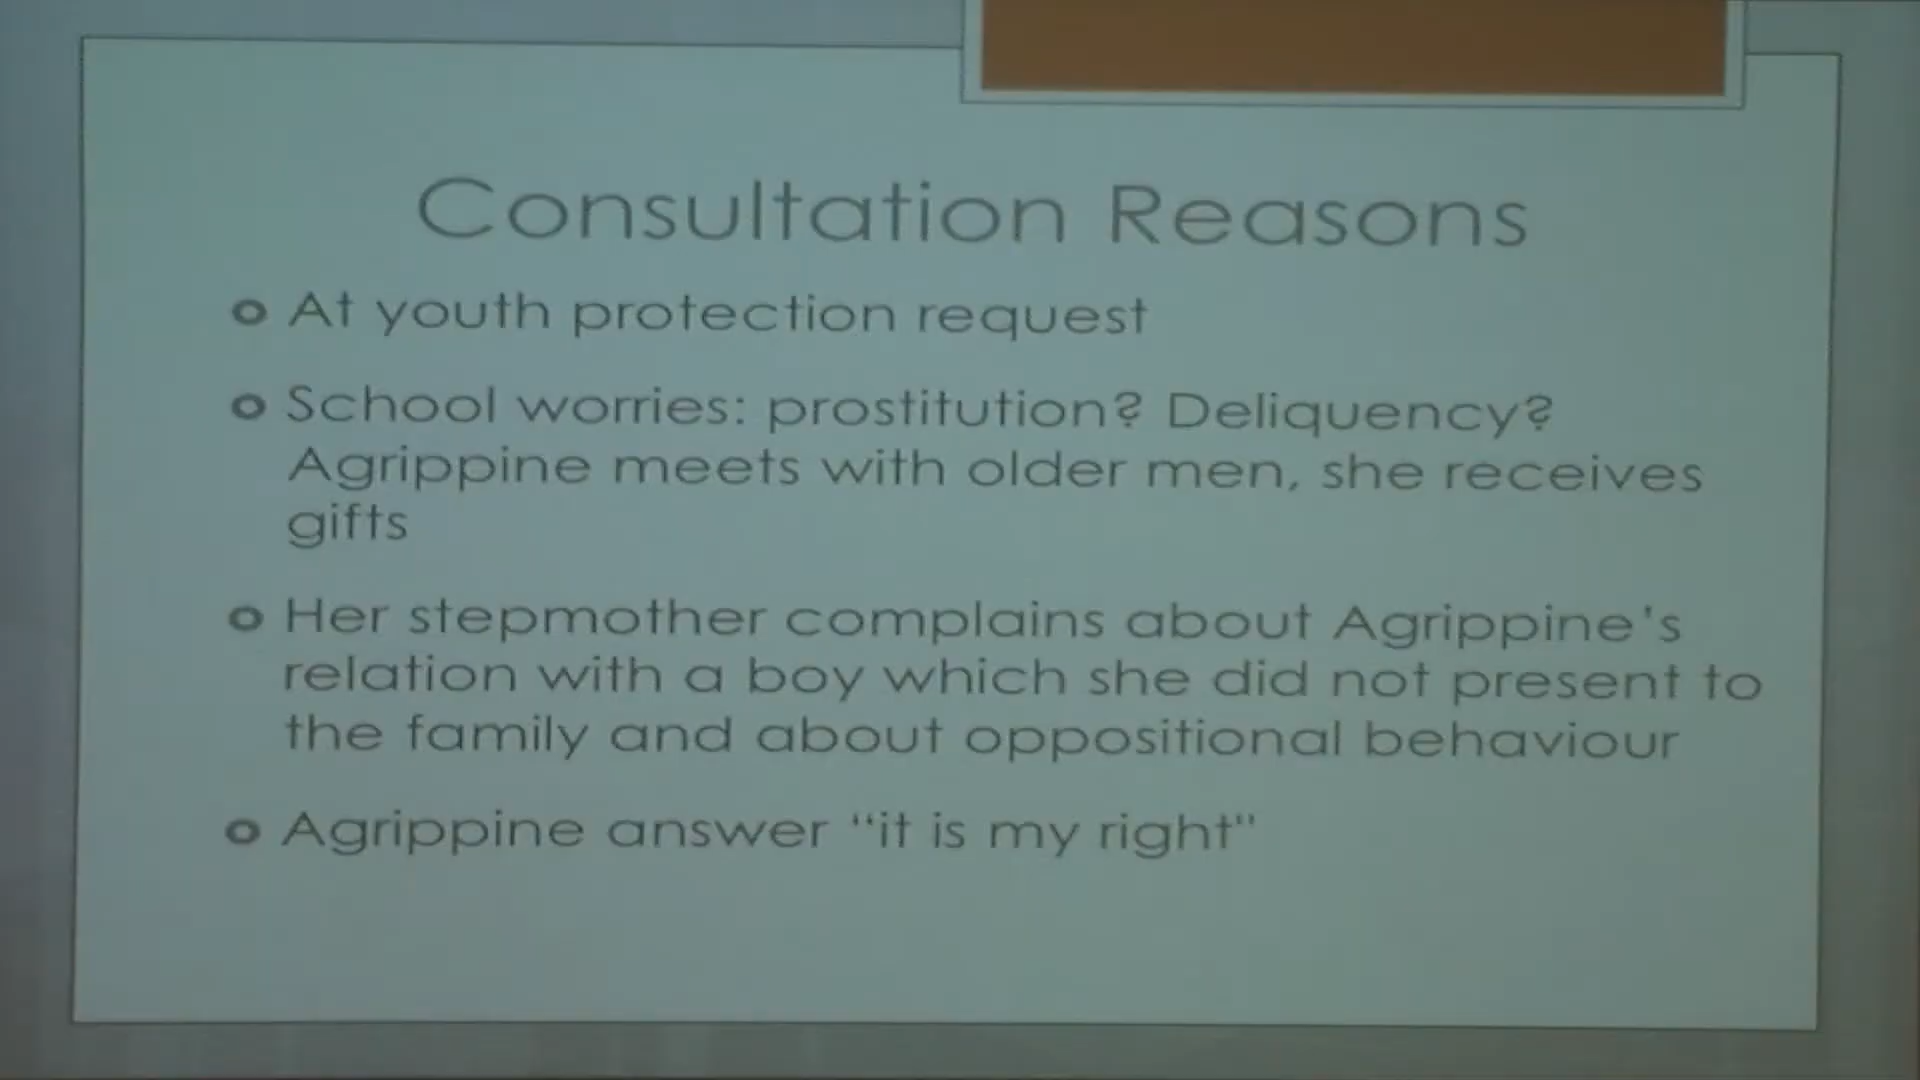 Consultation Reasons
At youth protection request
School worries: prostitution? Deliquency?
Agrippine meets with older men, she receives
gifts
Her stepmother complains about Agrippine's
relation with a boy which she did not present to
the family and about oppositional behaviour
Agrippine answer "it is my right"